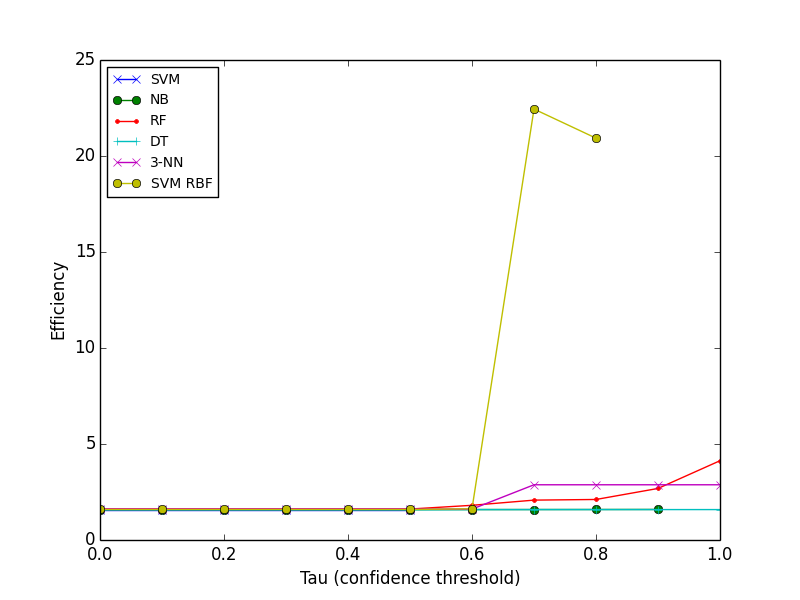 25
20
15
10
5
0
Efficiency
SVM
NB
RF
DT
3-NN
SVM RBF
0.0 0.2 0.4 0.6 0.8 1.0
Tau (confidence threshold)